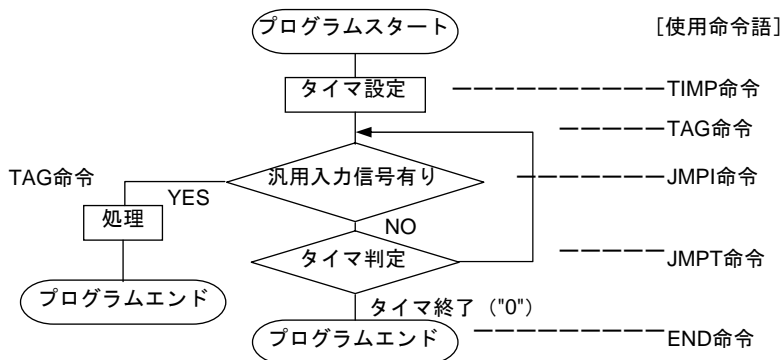 プログラムスタート
［使用命令語］
タイマ設定
TIMP命令
TAG命令
TAG命令
汎用入力信号有り
JMPI命令
YES
処理
NO
タイマ判定
JMPT命令
プログラムエンド
タイマ終了（"0"）
プログラムエンド
END命令